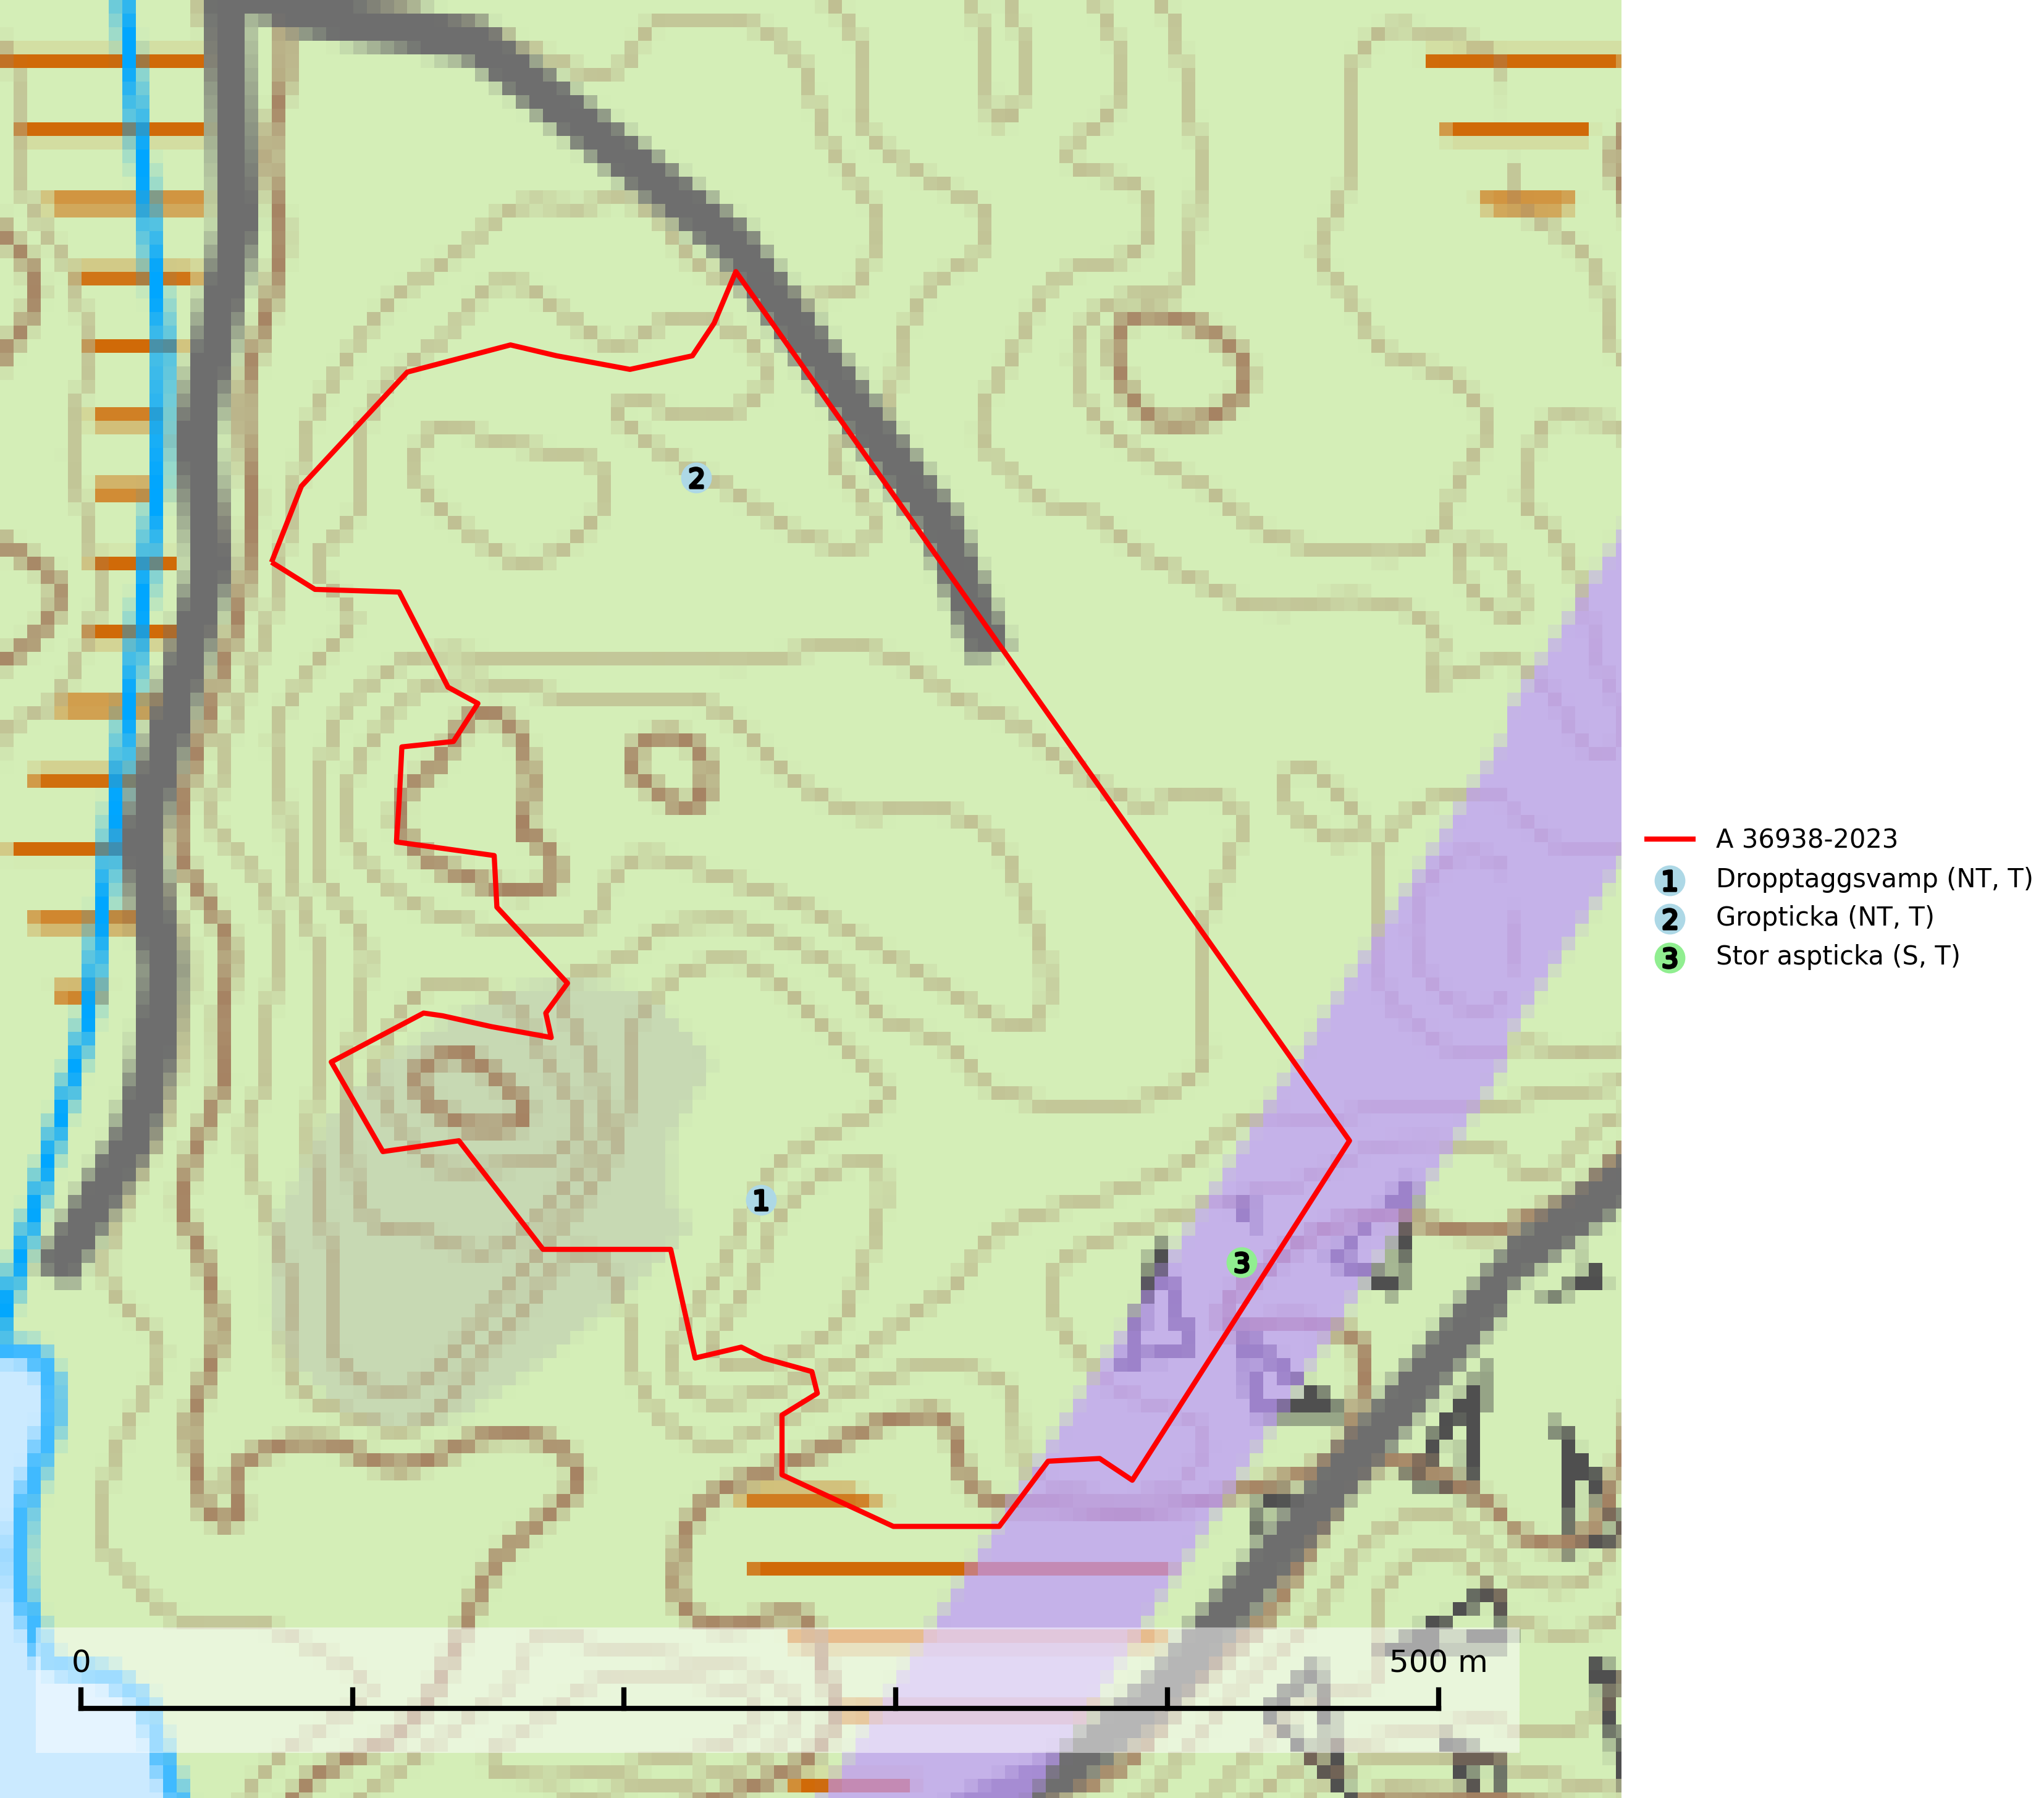 2
1
3
A 36938-2023
1 Dropptaggsvamp (NT, T)
2 Gropticka (NT, T)
3 Stor aspticka (S, T)
0 500 m